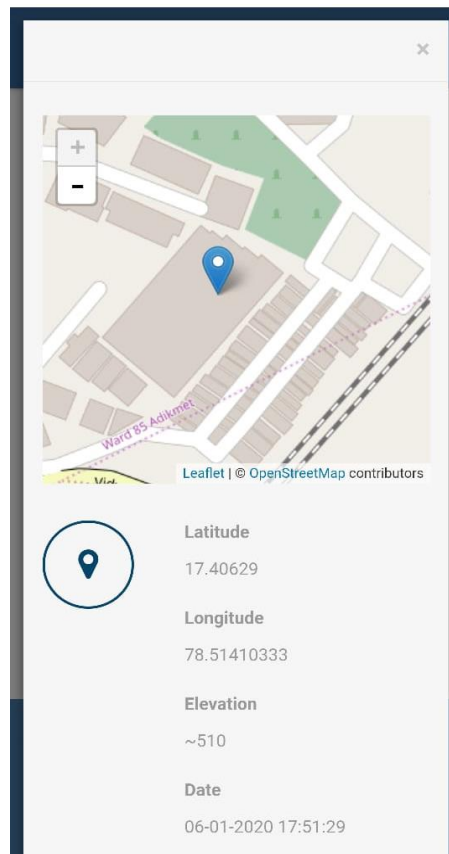 ×
+
-
Ward 85 Adikmet
Leaflet | © OpenStreetMap contributors
Latitude
17.40629
Longitude
78.51410333
Elevation
~510
Date
06-01-2020 17:51:29